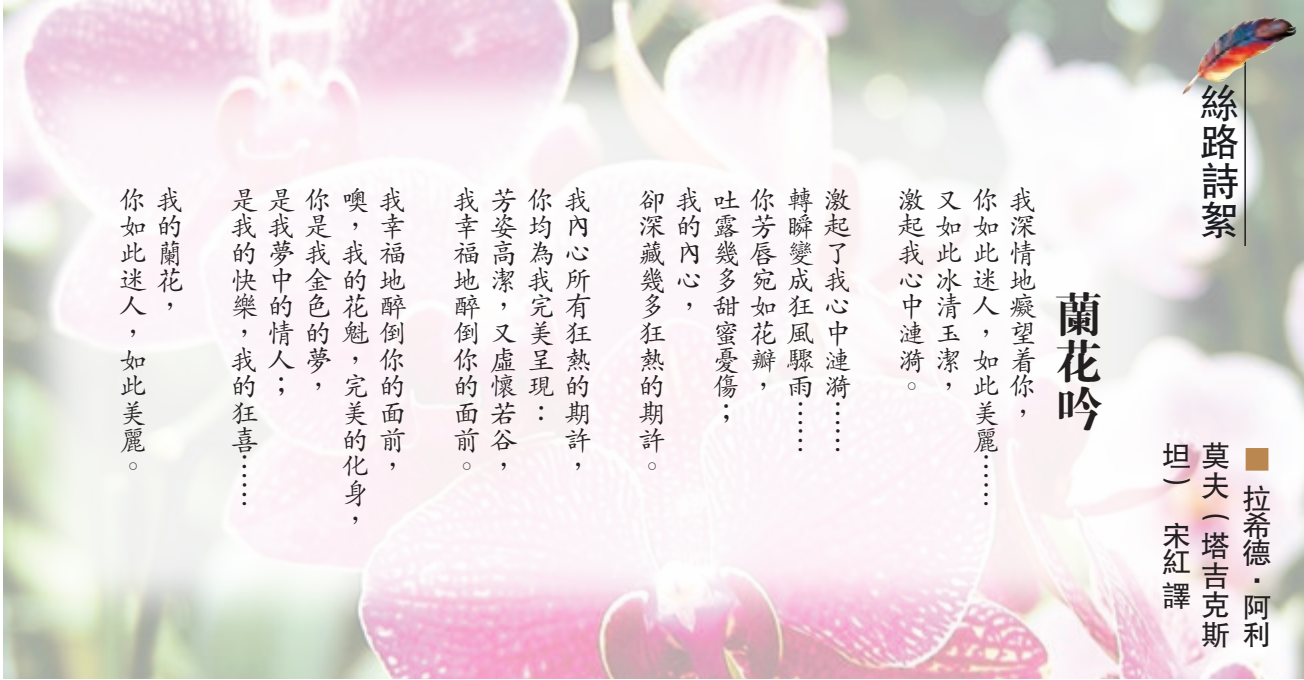 絲路詩絮
■ 拉希德·阿利
莫夫（塔吉克斯
坦） 宋紅 譯
蘭花吟
我深情地癡望着你，
你如此迷人，如此美麗……
又如此冰清玉潔，
激起我心中漣漪。
激起了我心中漣漪……
轉瞬變成狂風驟雨……
你芳唇宛如花瓣，
吐露幾多甜蜜憂傷；
我的內心，
卻深藏幾多狂熱的期許。
我內心所有狂熱的期許，
你均為我完美呈現：
芳姿高潔，又虛懷若谷，
我幸福地醉倒你的面前。
我幸福地醉倒你的面前，
噢，我的花魁，完美的化身，
你是我金色的夢，
是我夢中的情人；
是我的快樂，我的狂喜……
我的蘭花，
你如此迷人，如此美麗。